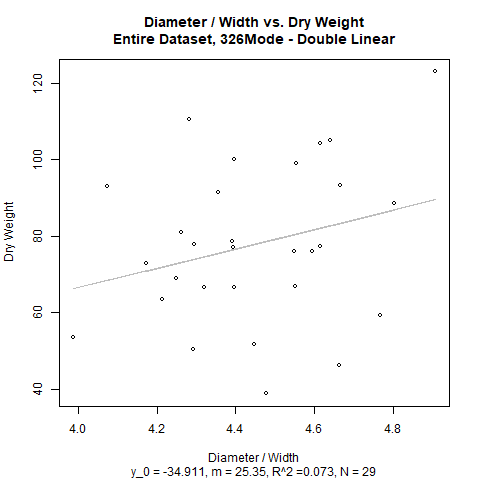 Diameter / Width vs. Dry Weight
Entire Dataset, 326Mode - Double Linear
120
100
80
60
40
Dry Weight
4.0 4.2 4.4 4.6 4.8
Diameter / Width
y_0 = -34.911, m = 25.35, R^2 =0.073, N = 29